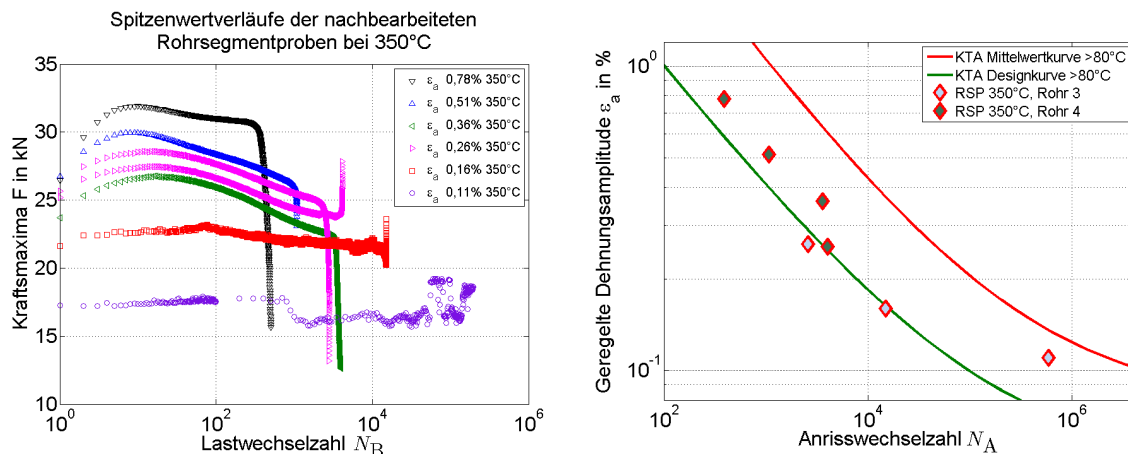 Spitzenwertverläufe der nachbearbeiteten
Rohrsegmentproben bei 350°C
Kraftsmaxima F in kN
35
30
25
20
15
10
10^0
10^2
10^4
10^6
Lastwechselzahl N_B
ε_a 0,78% 350°C
ε_a 0,51% 350°C
ε_a 0,36% 350°C
ε_a 0,26% 350°C
ε_a 0,16% 350°C
ε_a 0,11% 350°C
Geregelte Dehnungsamplitude ε_a in %
10^0
10^-1
10^2
10^4
10^6
Anrisswechselzahl N_A
KTA Mittelwertkurve >80°C
KTA Designkurve >80°C
RSP 350°C, Rohr 3
RSP 350°C, Rohr 4